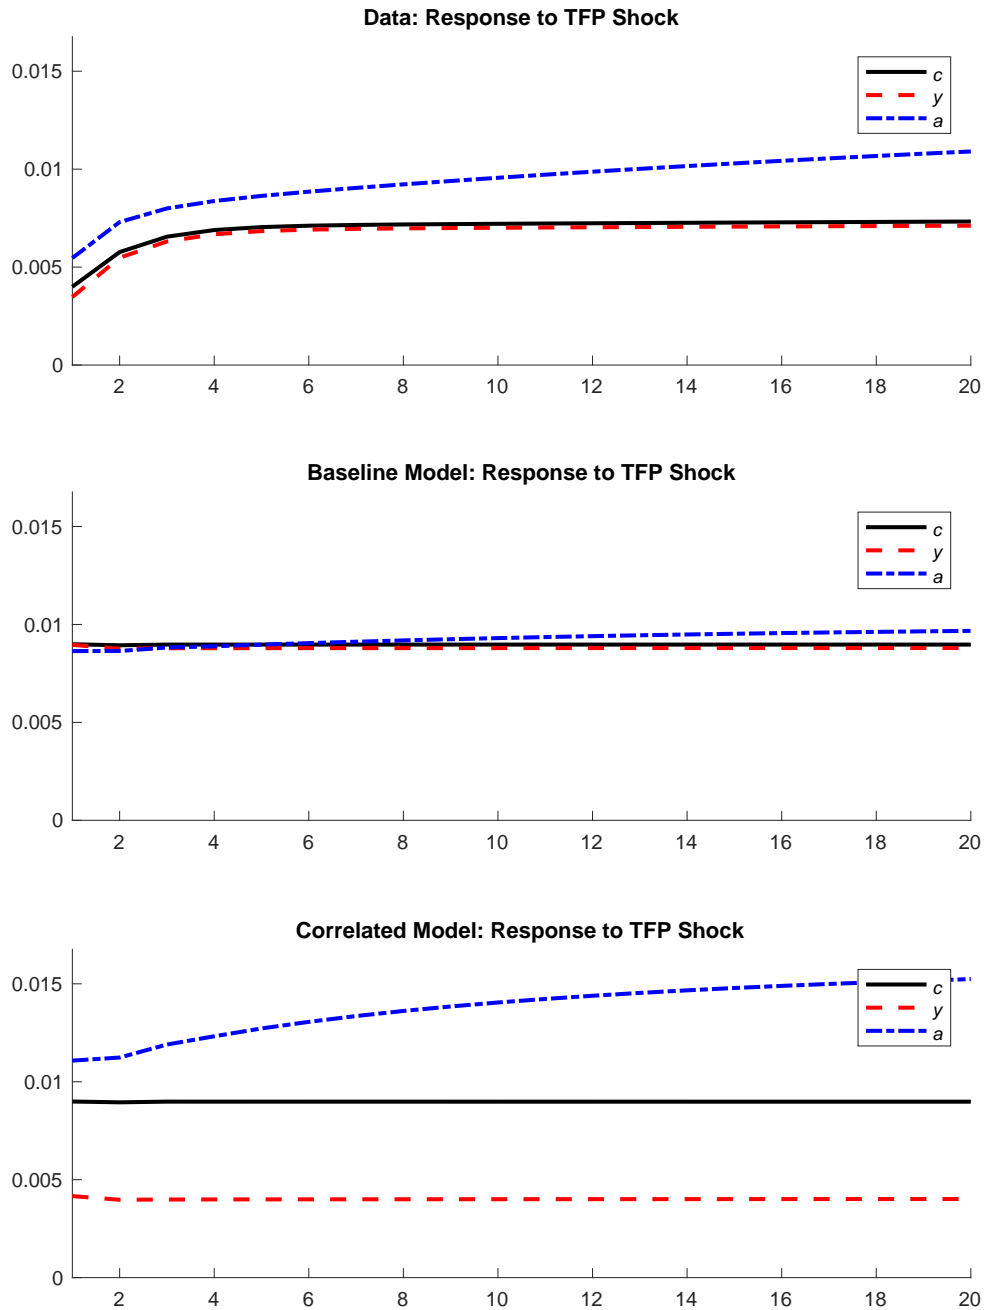 Data: Response to TFP Shock
0.015
0.01
0.005
0
c
y
a
2 4 6 8 10 12 14 16 18 20
Baseline Model: Response to TFP Shock
0.015
0.01
0.005
0
c
y
a
2 4 6 8 10 12 14 16 18 20
Correlated Model: Response to TFP Shock
0.015
0.01
0.005
0
c
y
a
2 4 6 8 10 12 14 16 18 20